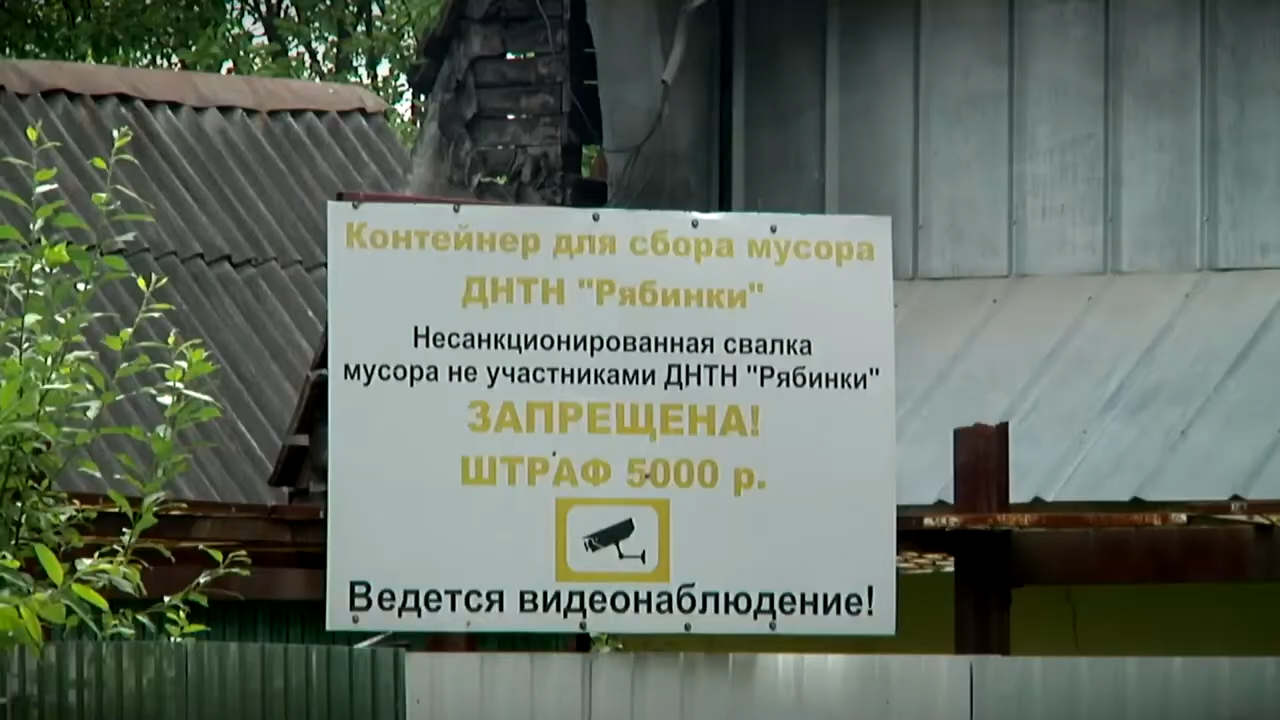 Контейнер для сбора мусора
ДНТН "Рябинки"
Несанкционированная свалка
мусора не участниками ДНТН "Рябинки"
ЗАПРЕЩЕНА!
ШТРАФ 5000 р.
Ведется видеонаблюдение!